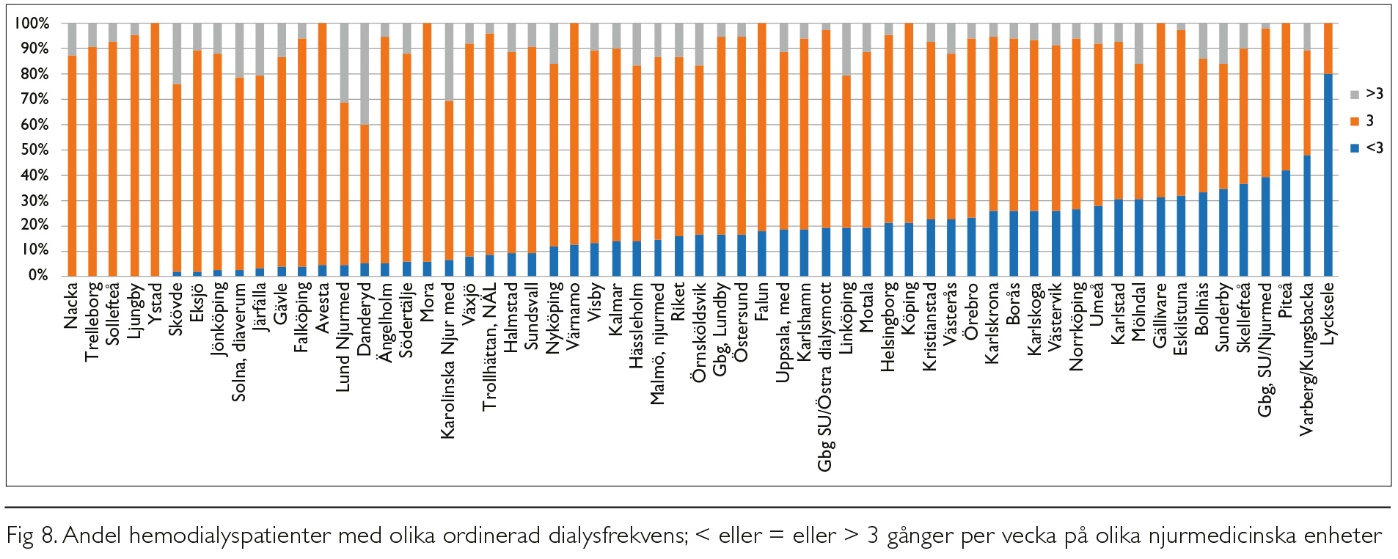 100%
90%
80%
70%
60%
50%
40%
30%
20%
10%
0%
>3
3
<3
Nacka
Trelleborg
Sollefteå
Ljungby
Ystad
Skövde
Eksjö
Jönköping
Solna, diaverum
Järfälla
Gävle
Falköping
Avesta
Lund Njurmed
Danderyd
Ängelholm
Södertälje
Mora
Karolinska Njur med
Växjö
Trollhättan, NÄL
Halmstad
Sundsvall
Nyköping
Värnamo
Visby
Kalmar
Hässleholm
Malmö, njurmed
Riket
Örnsköldsvik
Gbg, Lundby
Östersund
Falun
Uppsala, med
Karlshamn
Gbg SU/Östra dialysmott
Linköping
Motala
Helsingborg
Köping
Kristianstad
Västerås
Örebro
Karlskrona
Borås
Karlskoga
Västervik
Norrköping
Umeå
Karlstad
Mölndal
Gällivare
Eskilstuna
Bollnäs
Sunderby
Skellefteå
Gbg, SU/Njurmed
Piteå
Varberg/Kungsbacka
Lycksele
Fig 8. Andel hemodialyspatienter med olika ordinerad dialysfrekvens; < eller = eller > 3 gånger per vecka på olika njurmedicinska enheter